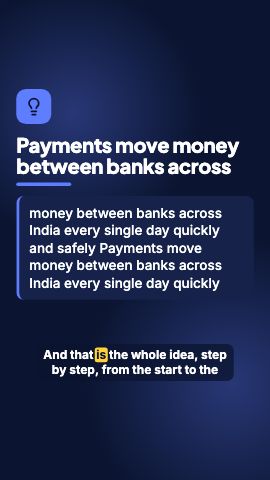 Payments move money
between banks across
money between banks across
India every single day quickly
and safely Payments move
money between banks across
India every single day quickly
And that is the whole idea, step
by step, from the start to the